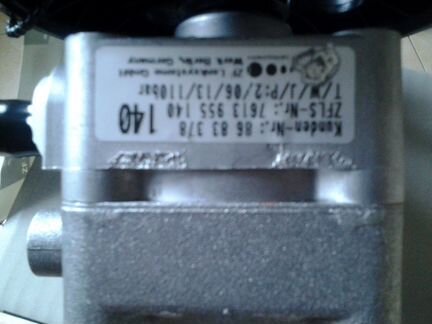 Kunden-Nr.: 86 83 378
ZFLS-Nr.: 7613 955 140
140
T/W/J/P:2/06/13/110bar
ZF Lenksysteme GmbH
Werk Berlin, Germany